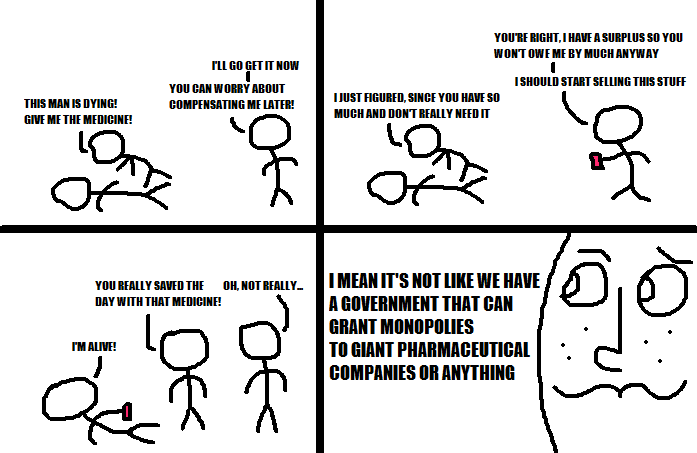 I'LL GO GET IT NOW
YOU CAN WORRY ABOUT
COMPENSATING ME LATER!
THIS MAN IS DYING!
GIVE ME THE MEDICINE!
YOU'RE RIGHT, I HAVE A SURPLUS SO YOU
WON'T OWE ME BY MUCH ANYWAY
I SHOULD START SELLING THIS STUFF
I JUST FIGURED, SINCE YOU HAVE SO
MUCH AND DON'T REALLY NEED IT
YOU REALLY SAVED THE
DAY WITH THAT MEDICINE!
OH, NOT REALLY...
I'M ALIVE!
I MEAN IT'S NOT LIKE WE HAVE
A GOVERNMENT THAT CAN
GRANT MONOPOLIES
TO GIANT PHARMACEUTICAL
COMPANIES OR ANYTHING